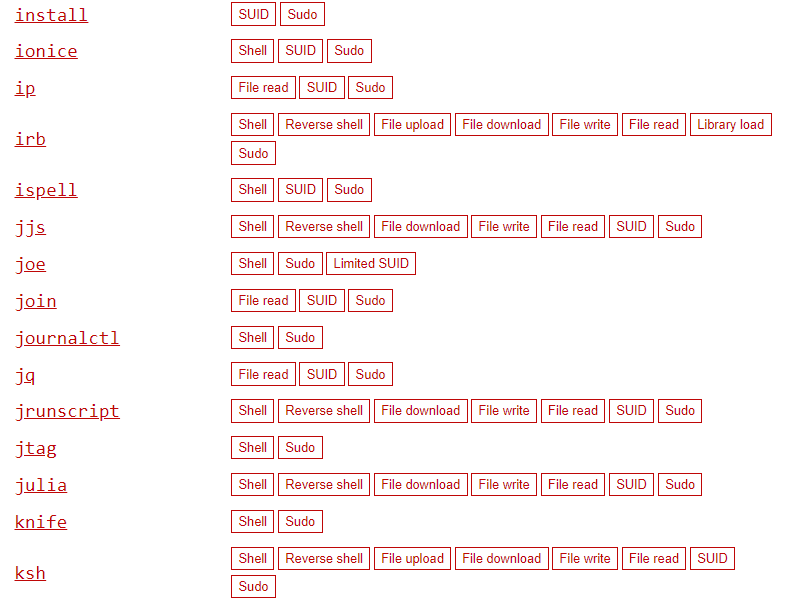 install SUID Sudo
ionice Shell SUID Sudo
ip File read SUID Sudo
irb Shell Reverse shell File upload File download File write File read Library load
Sudo
ispell Shell SUID Sudo
jjs Shell Reverse shell File download File write File read SUID Sudo
joe Shell Sudo Limited SUID
join File read SUID Sudo
journalctl Shell Sudo
jq File read SUID Sudo
jrunscript Shell Reverse shell File download File write File read SUID Sudo
jtag Shell Sudo
julia Shell Reverse shell File download File write File read SUID Sudo
knife Shell Sudo
ksh Shell Reverse shell File upload File download File write File read SUID
Sudo